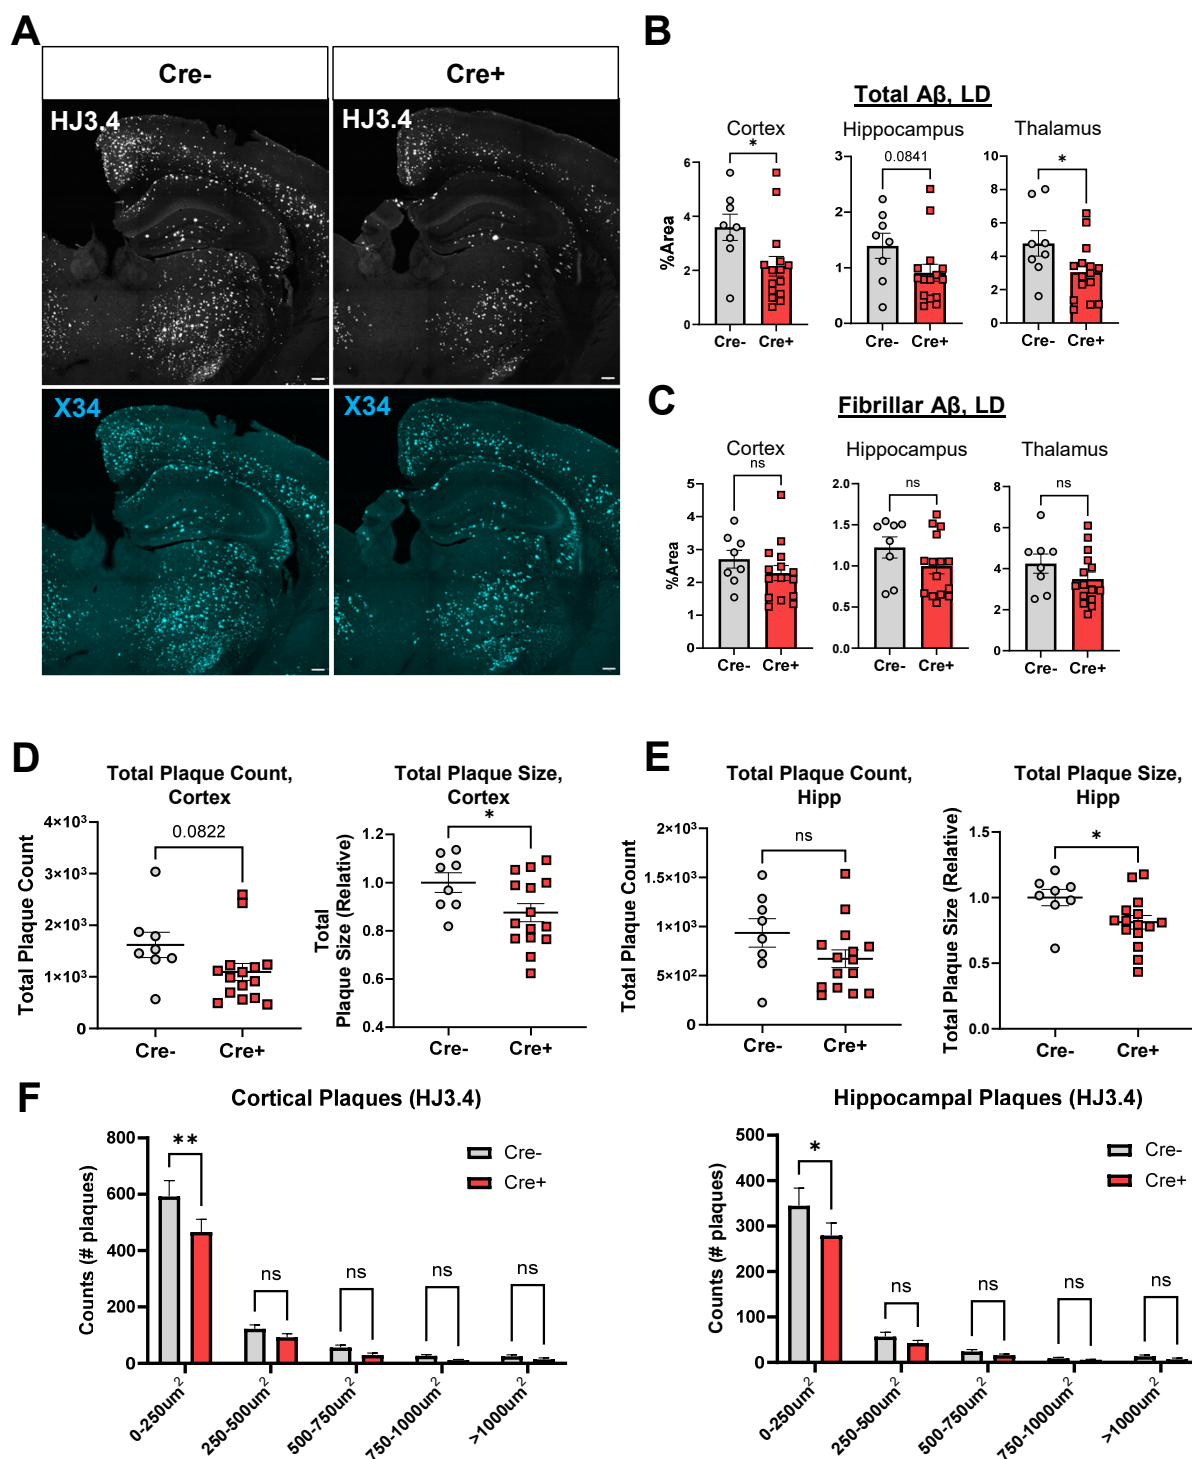 A
Cre-
Cre+
HJ3.4
HJ3.4
X34
X34
B
Total Aβ, LD
Cortex
Hippocampus
Thalamus
*
0.0841
*
%Area
6
4
2
0
3
2
1
0
10
8
6
4
2
0
Cre- Cre+
Cre- Cre+
Cre- Cre+
C
Fibrillar Aβ, LD
Cortex
Hippocampus
Thalamus
ns
ns
ns
%Area
5
4
3
2
1
0
2.0
1.5
1.0
0.5
0.0
8
6
4
2
0
Cre- Cre+
Cre- Cre+
Cre- Cre+
D
Total Plaque Count,
Cortex
0.0822
Total Plaque Count
4×10³
3×10³
2×10³
1×10³
0
Cre- Cre+
Total Plaque Size,
Cortex
*
Total
Plaque Size (Relative)
1.2
1.0
0.8
0.6
0.4
Cre- Cre+
E
Total Plaque Count,
Hipp
ns
Total Plaque Count
2×10³
1.5×10³
1×10³
5×10²
0
Cre- Cre+
Total Plaque Size,
Hipp
*
Total Plaque Size (Relative)
1.5
1.0
0.5
0.0
Cre- Cre+
F
Cortical Plaques (HJ3.4)
Cre-
Cre+
Counts (# plaques)
800
600
400
200
0
**
ns
ns
ns
ns
0-250um²
250-500um²
500-750um²
750-1000um²
>1000um²
Hippocampal Plaques (HJ3.4)
Cre-
Cre+
Counts (# plaques)
500
400
300
200
100
0
*
ns
ns
ns
ns
0-250um²
250-500um²
500-750um²
750-1000um²
>1000um²